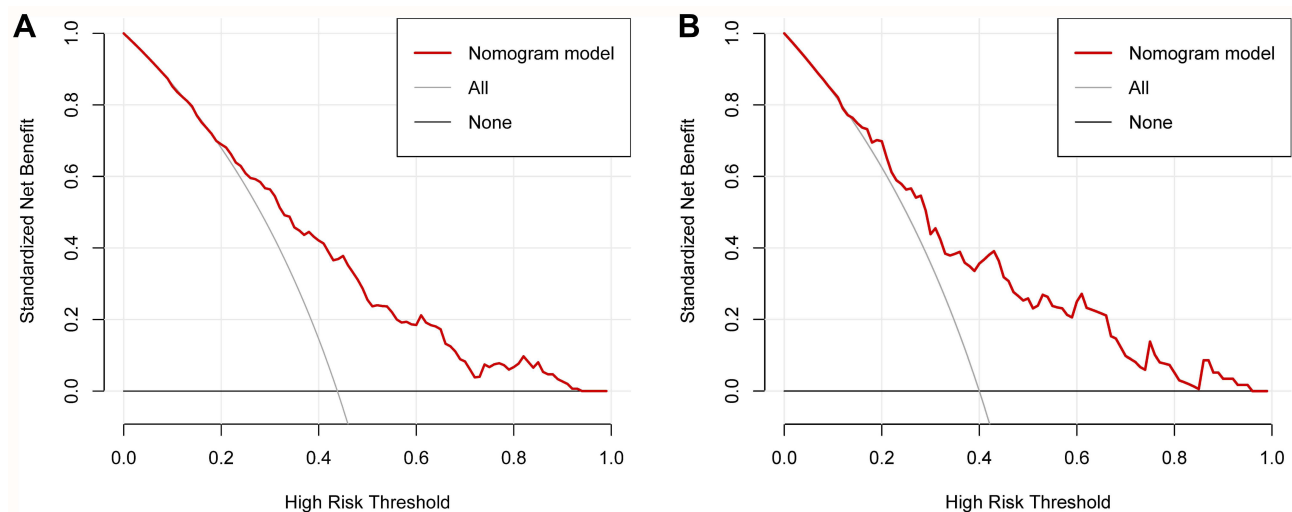 A
Standardized Net Benefit
1.0
0.8
0.6
0.4
0.2
0.0
Nomogram model
All
None
0.0 0.2 0.4 0.6 0.8 1.0
High Risk Threshold
B
Standardized Net Benefit
1.0
0.8
0.6
0.4
0.2
0.0
Nomogram model
All
None
0.0 0.2 0.4 0.6 0.8 1.0
High Risk Threshold